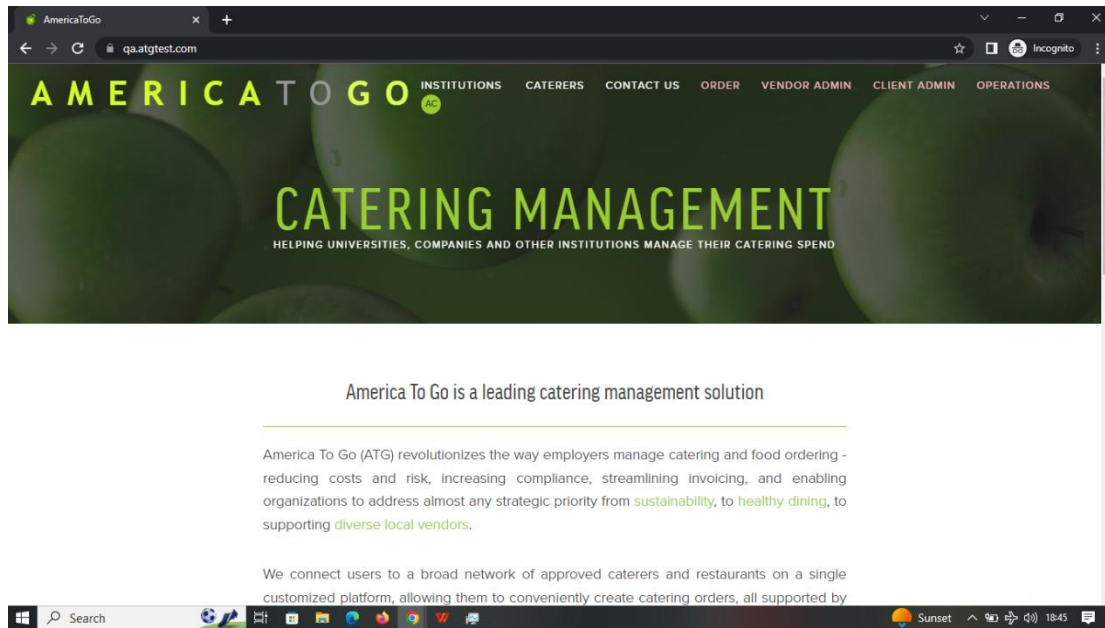 AmericaToGo
qa.atgtest.com
Incognito
AMERICATOGO
INSTITUTIONS CATERERS CONTACT US ORDER VENDOR ADMIN CLIENT ADMIN OPERATIONS
AC
CATERING MANAGEMENT
HELPING UNIVERSITIES, COMPANIES AND OTHER INSTITUTIONS MANAGE THEIR CATERING SPEND
America To Go is a leading catering management solution
America To Go (ATG) revolutionizes the way employers manage catering and food ordering -
reducing costs and risk, increasing compliance, streamlining invoicing, and enabling
organizations to address almost any strategic priority from sustainability, to healthy dining, to
supporting diverse local vendors.
We connect users to a broad network of approved caterers and restaurants on a single
customized platform, allowing them to conveniently create catering orders, all supported by
Search
Sunset
18:45